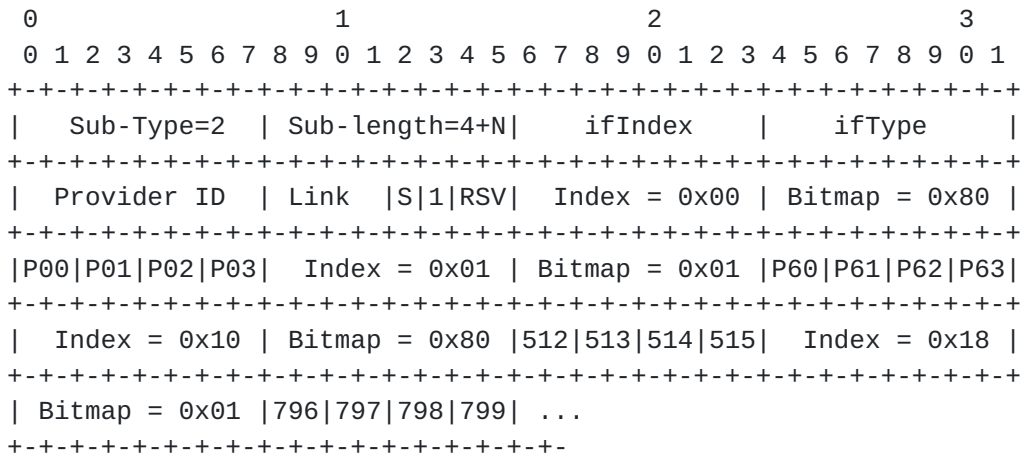 0                   1                   2                   3
 0 1 2 3 4 5 6 7 8 9 0 1 2 3 4 5 6 7 8 9 0 1 2 3 4 5 6 7 8 9 0 1
+-+-+-+-+-+-+-+-+-+-+-+-+-+-+-+-+-+-+-+-+-+-+-+-+-+-+-+-+-+-+-+-+
|   Sub-Type=2  | Sub-length=4+N|    ifIndex    |    ifType     |
+-+-+-+-+-+-+-+-+-+-+-+-+-+-+-+-+-+-+-+-+-+-+-+-+-+-+-+-+-+-+-+-+
|  Provider ID  | Link  |S|1|RSV|  Index = 0x00 | Bitmap = 0x80 |
+-+-+-+-+-+-+-+-+-+-+-+-+-+-+-+-+-+-+-+-+-+-+-+-+-+-+-+-+-+-+-+-+
|P00|P01|P02|P03|  Index = 0x01 | Bitmap = 0x01 |P60|P61|P62|P63|
+-+-+-+-+-+-+-+-+-+-+-+-+-+-+-+-+-+-+-+-+-+-+-+-+-+-+-+-+-+-+-+-+
|  Index = 0x10 | Bitmap = 0x80 |512|513|514|515|  Index = 0x18 |
+-+-+-+-+-+-+-+-+-+-+-+-+-+-+-+-+-+-+-+-+-+-+-+-+-+-+-+-+-+-+-+-+
| Bitmap = 0x01 |796|797|798|799| ...
+-+-+-+-+-+-+-+-+-+-+-+-+-+-+-+-+-+-